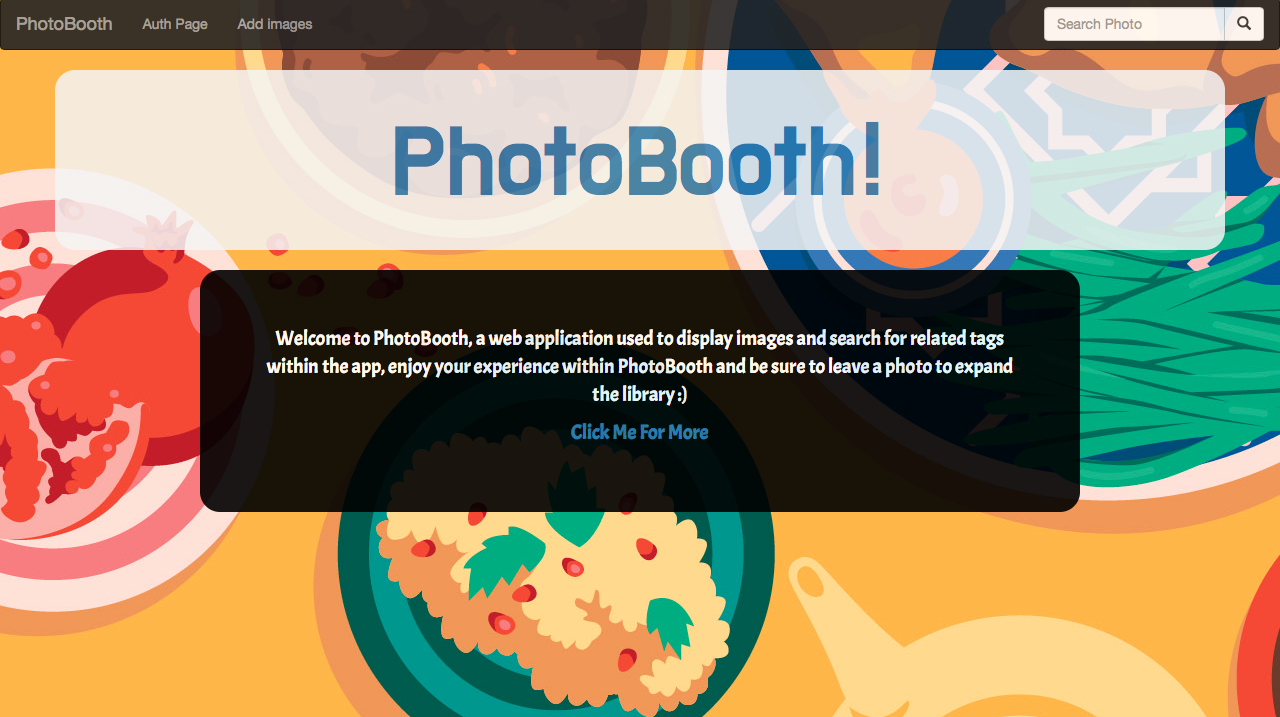 PhotoBooth Auth Page Add images Search Photo
PhotoBooth!
Welcome to PhotoBooth, a web application used to display images and search for related tags
within the app, enjoy your experience within PhotoBooth and be sure to leave a photo to expand
the library :)
Click Me For More